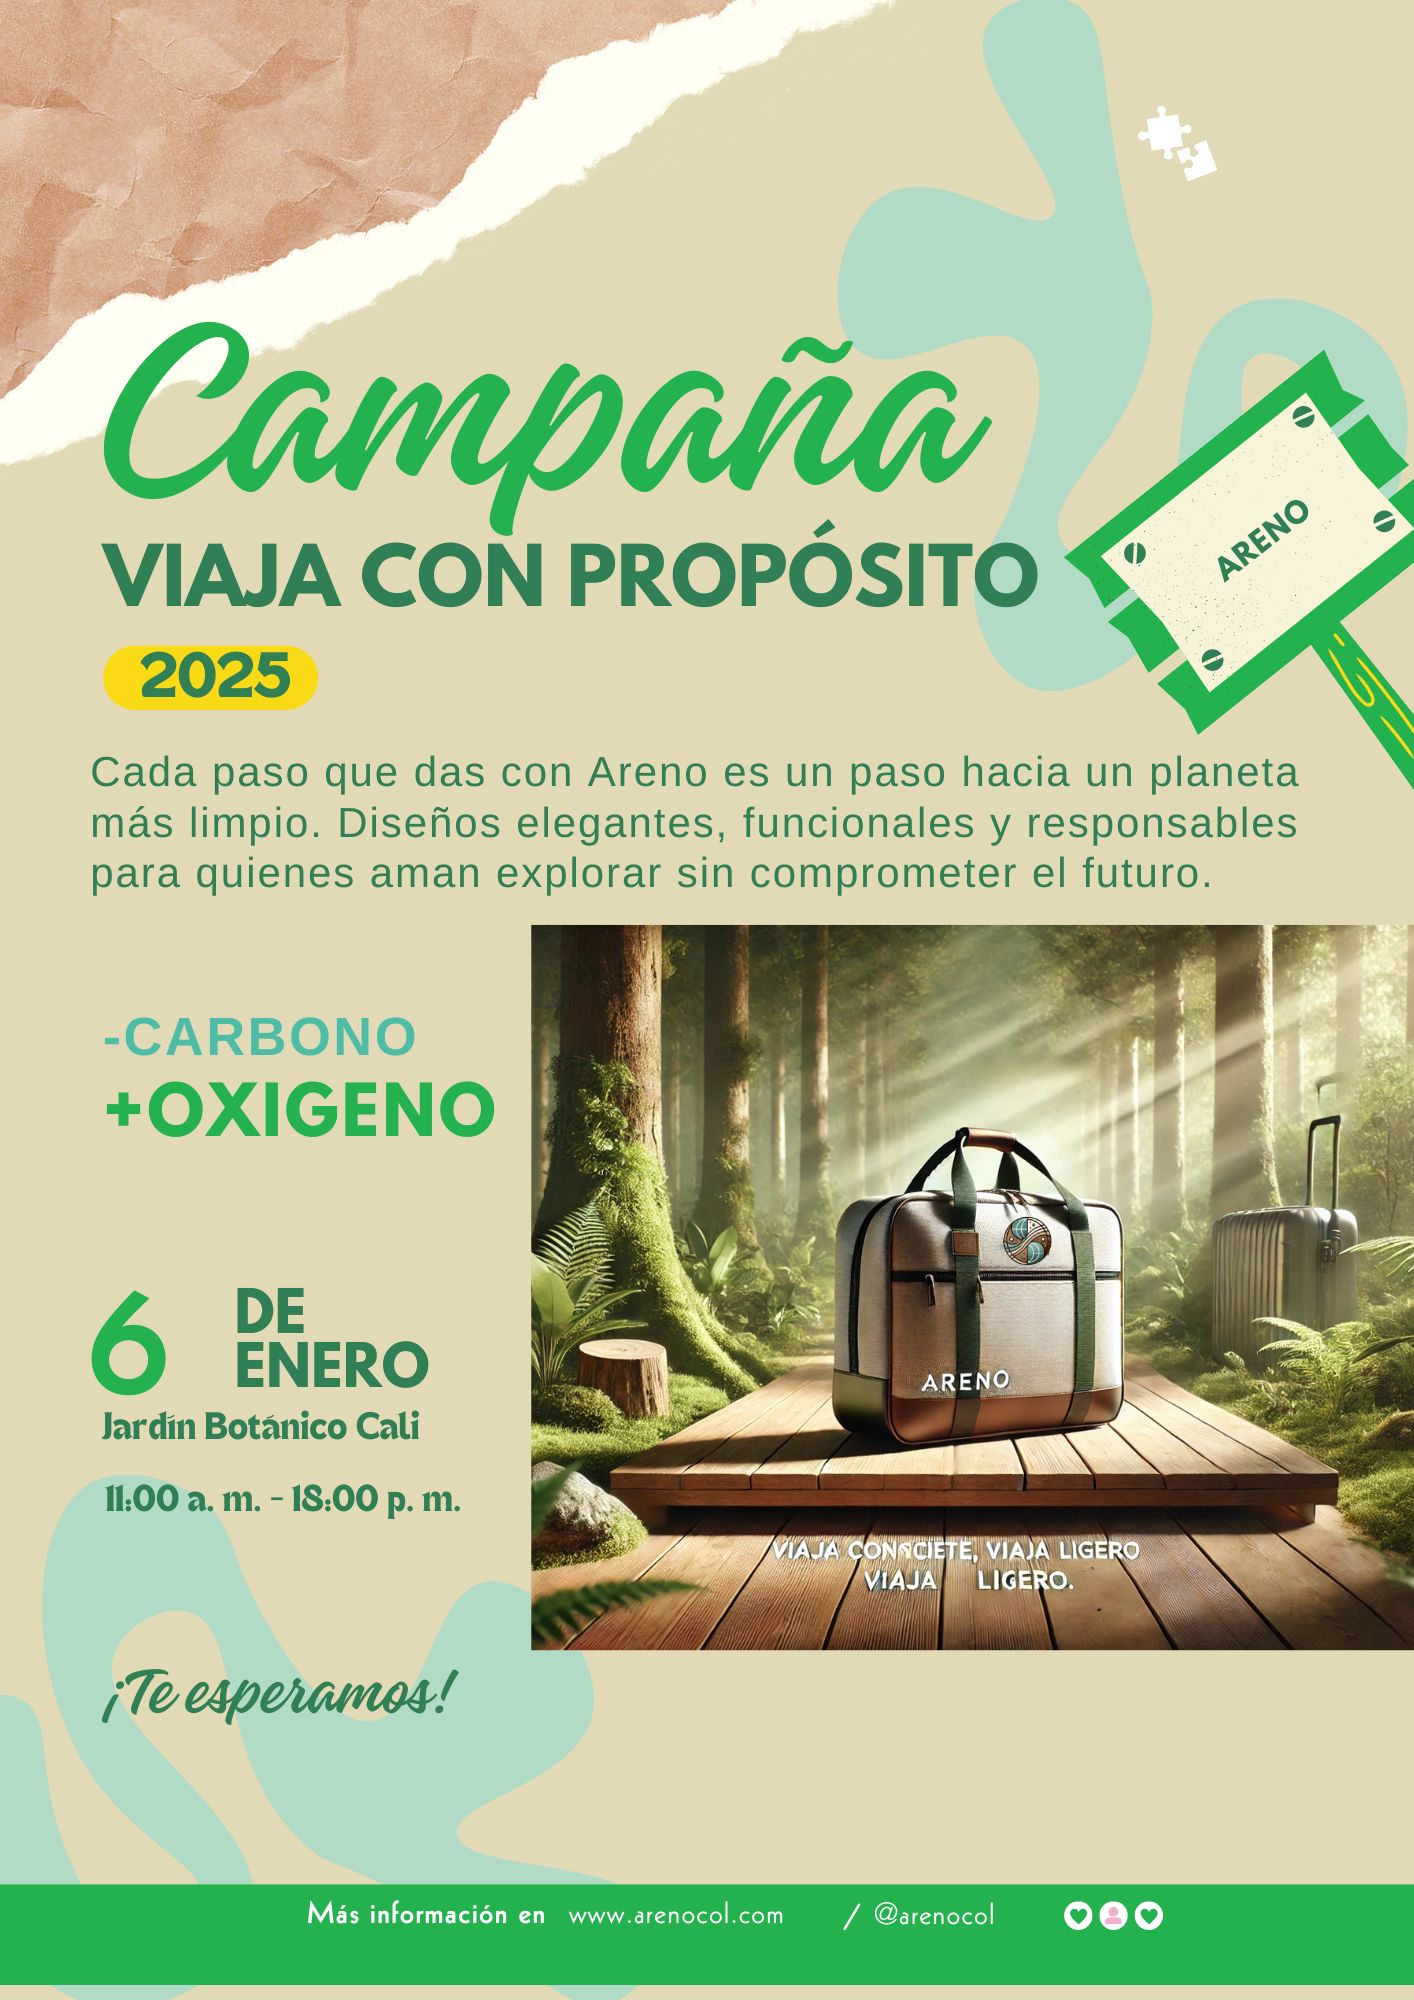 Campaña
VIAJA CON PROPÓSITO
ARENO
2025
Cada paso que das con Areno es un paso hacia un planeta
más limpio. Diseños elegantes, funcionales y responsables
para quienes aman explorar sin comprometer el futuro.
-CARBONO
+OXIGENO
6 DE
ENERO
Jardín Botánico Cali
11:00 a. m. - 18:00 p. m.
ARENO
VIAJA , VIAJA LIGERO
VIAJA LIGERO.
¡Te esperamos!
Más información en www.arenocol.com / @arenocol